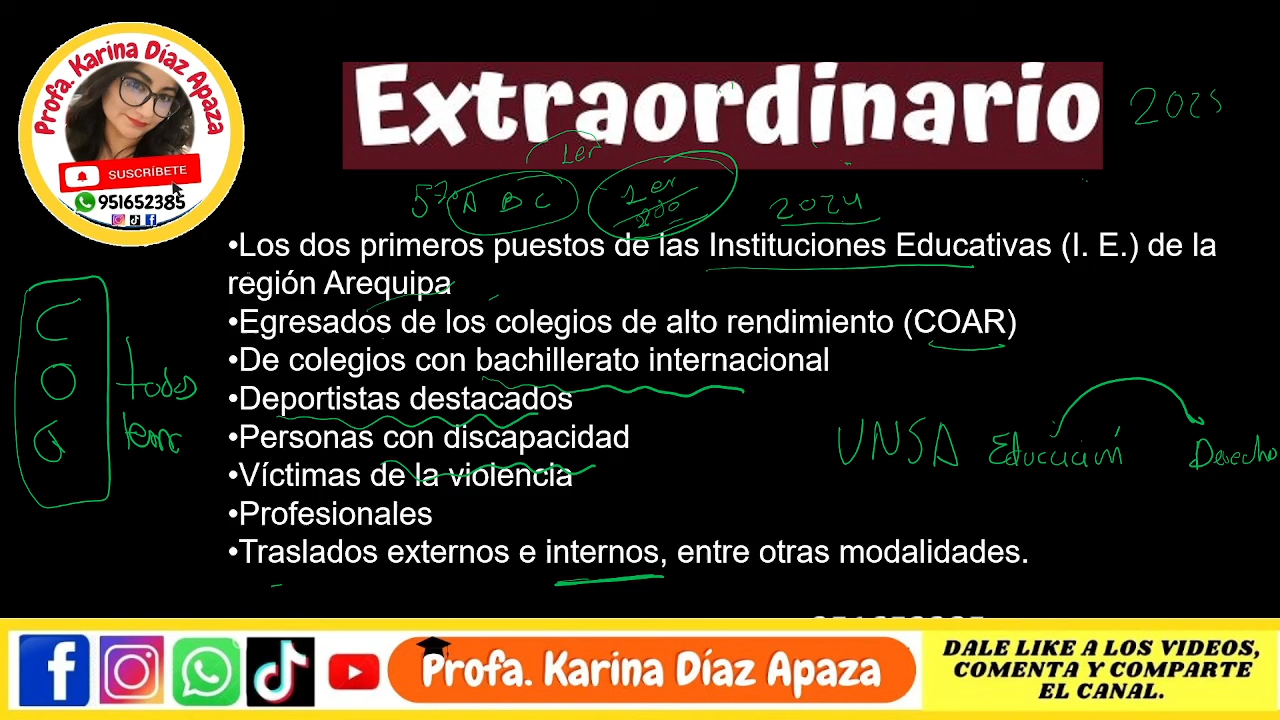 Profa. Karina Díaz Apaza
SUSCRÍBETE
951652385
Extraordinario
2025
1er
5to A B C
1er
2do
2024
•Los dos primeros puestos de las Instituciones Educativas (I. E.) de la
región Arequipa
•Egresados de los colegios de alto rendimiento (COAR)
•De colegios con bachillerato internacional
•Deportistas destacados
•Personas con discapacidad
•Víctimas de la violencia
•Profesionales
•Traslados externos e internos, entre otras modalidades.
C
O
A
todas
UNSA Educación Derecho
Profa. Karina Díaz Apaza
DALE LIKE A LOS VIDEOS,
COMENTA Y COMPARTE
EL CANAL.